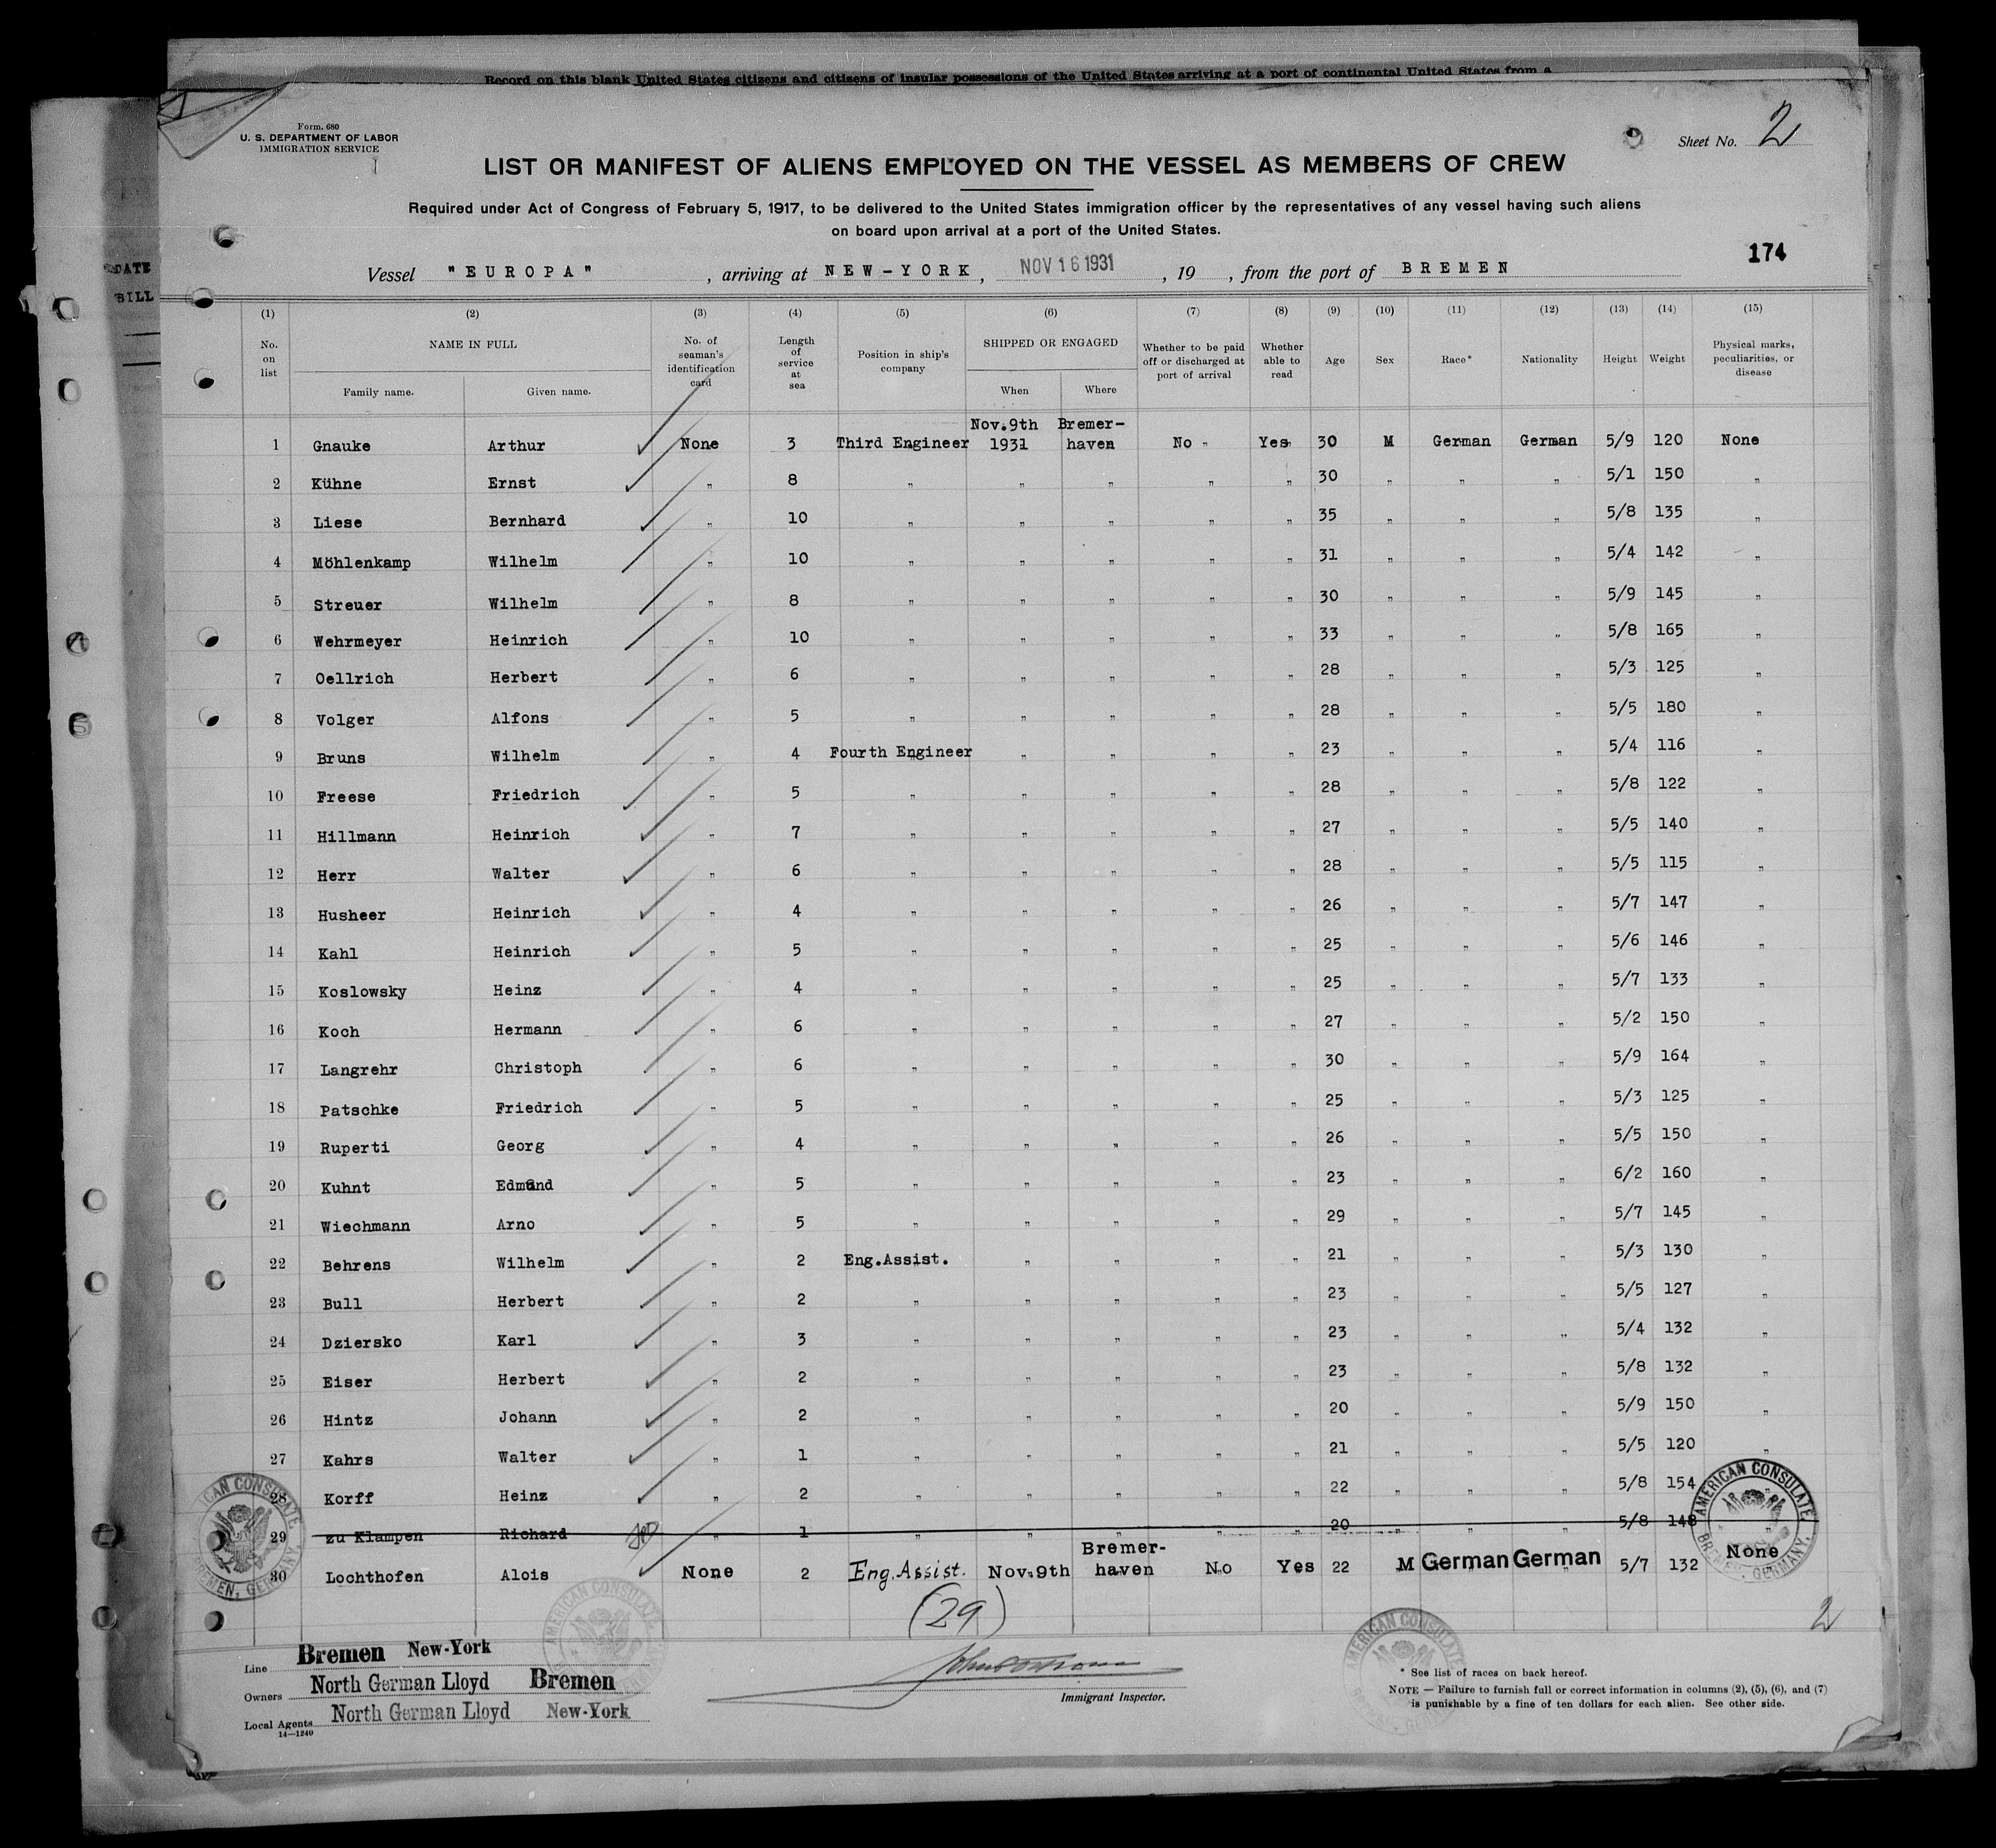 Record on this blank United States citizens and citizens of insular possessions of the United States arriving at a port of continental United States from a
DATE
BILL
Form. 680
U. S. DEPARTMENT OF LABOR
IMMIGRATION SERVICE
Sheet No. 2
LIST OR MANIFEST OF ALIENS EMPLOYED ON THE VESSEL AS MEMBERS OF CREW
Required under Act of Congress of February 5, 1917, to be delivered to the United States immigration officer by the representatives of any vessel having such aliens
on board upon arrival at a port of the United States.
174
Vessel "EUROPA" , arriving at NEW-YORK, NOV 16 1931 , 19 , from the port of BREMEN
(1) (2) (3) (4) (5) (6) (7) (8) (9) (10) (11) (12) (13) (14) (15)
No. on list NAME IN FULL Family name. Given name. No. of seaman's identification card Length of service at sea Position in ship's company SHIPPED OR ENGAGED When Where Whether to be paid off or discharged at port of arrival Whether able to read Age Sex Race* Nationality Height Weight Physical marks, peculiarities, or disease
1 Gnauke Arthur None 3 Third Engineer Nov.9th 1931 Bremer-haven No Yes 30 M German German 5/9 120 None
2 Kühne Ernst " 8 " " " " " 30 " " " 5/1 150 "
3 Liese Bernhard " 10 " " " " " 35 " " " 5/8 135 "
4 Möhlenkamp Wilhelm " 10 " " " " " 31 " " " 5/4 142 "
5 Streuer Wilhelm " 8 " " " " " 30 " " " 5/9 145 "
6 Wehrmeyer Heinrich " 10 " " " " " 33 " " " 5/8 165 "
7 Oellrich Herbert " 6 " " " " " 28 " " " 5/3 125 "
8 Volger Alfons " 5 " " " " " 28 " " " 5/5 180 "
9 Bruns Wilhelm " 4 Fourth Engineer " " " " 23 " " " 5/4 116 "
10 Freese Friedrich " 5 " " " " " 28 " " " 5/8 122 "
11 Hillmann Heinrich " 7 " " " " " 27 " " " 5/5 140 "
12 Herr Walter " 6 " " " " " 28 " " " 5/5 115 "
13 Husheer Heinrich " 4 " " " " " 26 " " " 5/7 147 "
14 Kahl Heinrich " 5 " " " " " 25 " " " 5/6 146 "
15 Koslowsky Heinz " 4 " " " " " 25 " " " 5/7 133 "
16 Koch Hermann " 6 " " " " " 27 " " " 5/2 150 "
17 Langrehr Christoph " 6 " " " " " 30 " " " 5/9 164 "
18 Patschke Friedrich " 5 " " " " " 25 " " " 5/3 125 "
19 Ruperti Georg " 4 " " " " " 26 " " " 5/5 150 "
20 Kuhnt Edmund " 5 " " " " " 23 " " " 6/2 160 "
21 Wiechmann Arno " 5 " " " " " 29 " " " 5/7 145 "
22 Behrens Wilhelm " 2 Eng.Assist. " " " " 21 " " " 5/3 130 "
23 Bull Herbert " 2 " " " " " 23 " " " 5/5 127 "
24 Dziersko Karl " 3 " " " " " 23 " " " 5/4 132 "
25 Eiser Herbert " 2 " " " " " 23 " " " 5/8 132 "
26 Hintz Johann " 2 " " " " " 20 " " " 5/9 150 "
27 Kahrs Walter " 1 " " " " " 21 " " " 5/5 120 "
28 Korff Heinz " 2 " " " " " 22 " " " 5/8 154
29 zu Klampen Richard " 1 " " " " " 20 " " " 5/8 148 "
30 Lochthofen Alois None 2 Eng. Assist. Nov.9th Bremer-haven No Yes 22 M German German 5/7 132 None
AMERICAN CONSULATE, BREMEN, GERMANY.
AMERICAN CONSULATE, BREMEN, GERMANY.
(29)
2
AMERICAN CONSULATE
AMERICAN CONSULATE BREMEN, GERMANY
Line Bremen New-York
Owners North German Lloyd Bremen
Local Agents North German Lloyd New-York
14—1240
Immigrant Inspector.
* See list of races on back hereof.
NOTE — Failure to furnish full or correct information in columns (2), (5), (6), and (7)
is punishable by a fine of ten dollars for each alien. See other side.